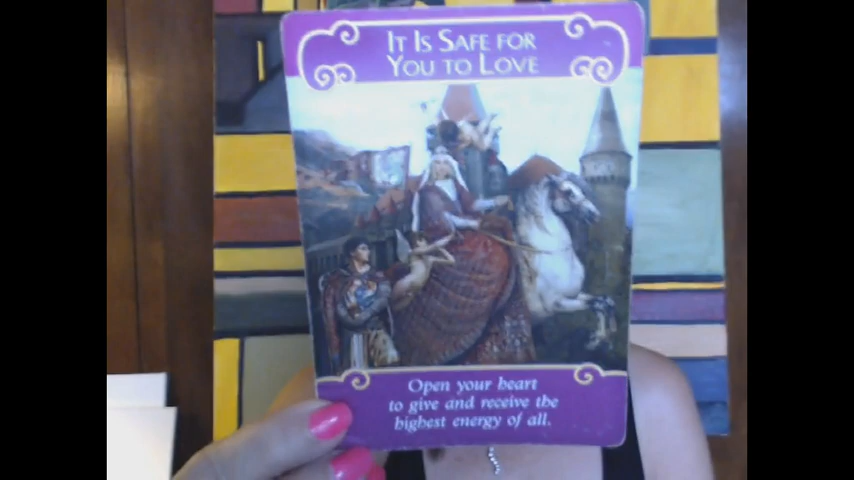 IT IS SAFE FOR
YOU TO LOVE
Open your heart
to give and receive the
highest energy of all.